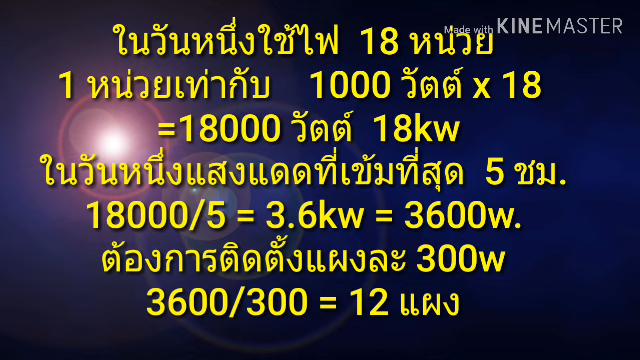 Made with KINEMASTER
ในวันหนึ่งใช้ไฟ 18 หน่วย
1 หน่วยเท่ากับ 1000 วัตต์ x 18
=18000 วัตต์ 18kw
ในวันหนึ่งแสงแดดที่เข้มที่สุด 5 ชม.
18000/5 = 3.6kw = 3600w.
ต้องการติดตั้งแผงละ 300w
3600/300 = 12 แผง